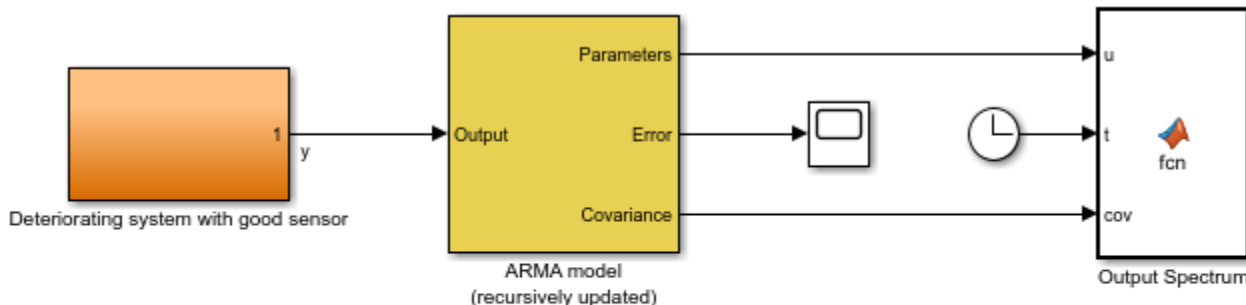 Parameters
u
1
y
Output
Error
t
fcn
Covariance
cov
Deteriorating system with good sensor
ARMA model
(recursively updated)
Output Spectrum